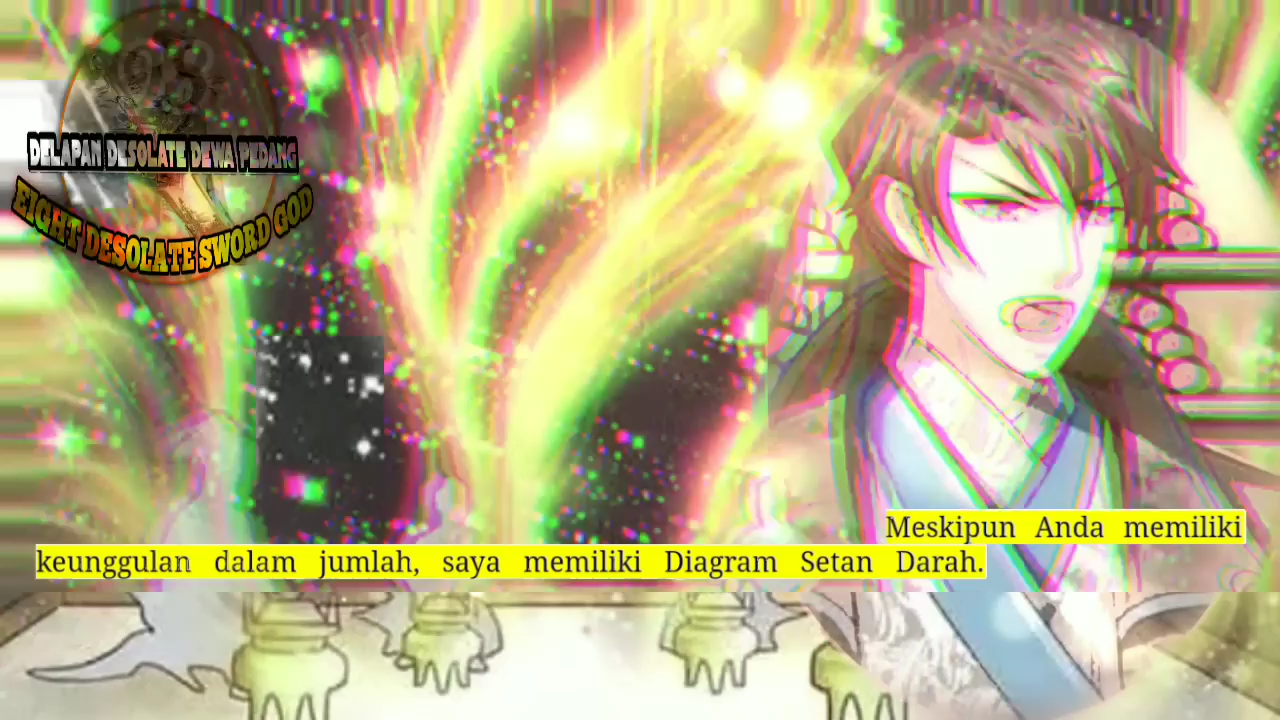 DELAPAN DESOLATE DEWA PEDANG
EIGHT DESOLATE SWORD GOD
Meskipun Anda memiliki
keunggulan dalam jumlah, saya memiliki Diagram Setan Darah.